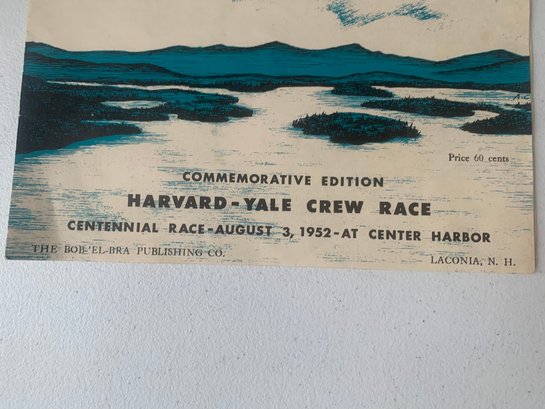 Price 60 cents
COMMEMORATIVE EDITION
HARVARD-YALE CREW RACE
CENTENNIAL RACE-AUGUST 3, 1952-AT CENTER HARBOR
THE BOB-'EL-BRA PUBLISHING CO. LACONIA, N. H.